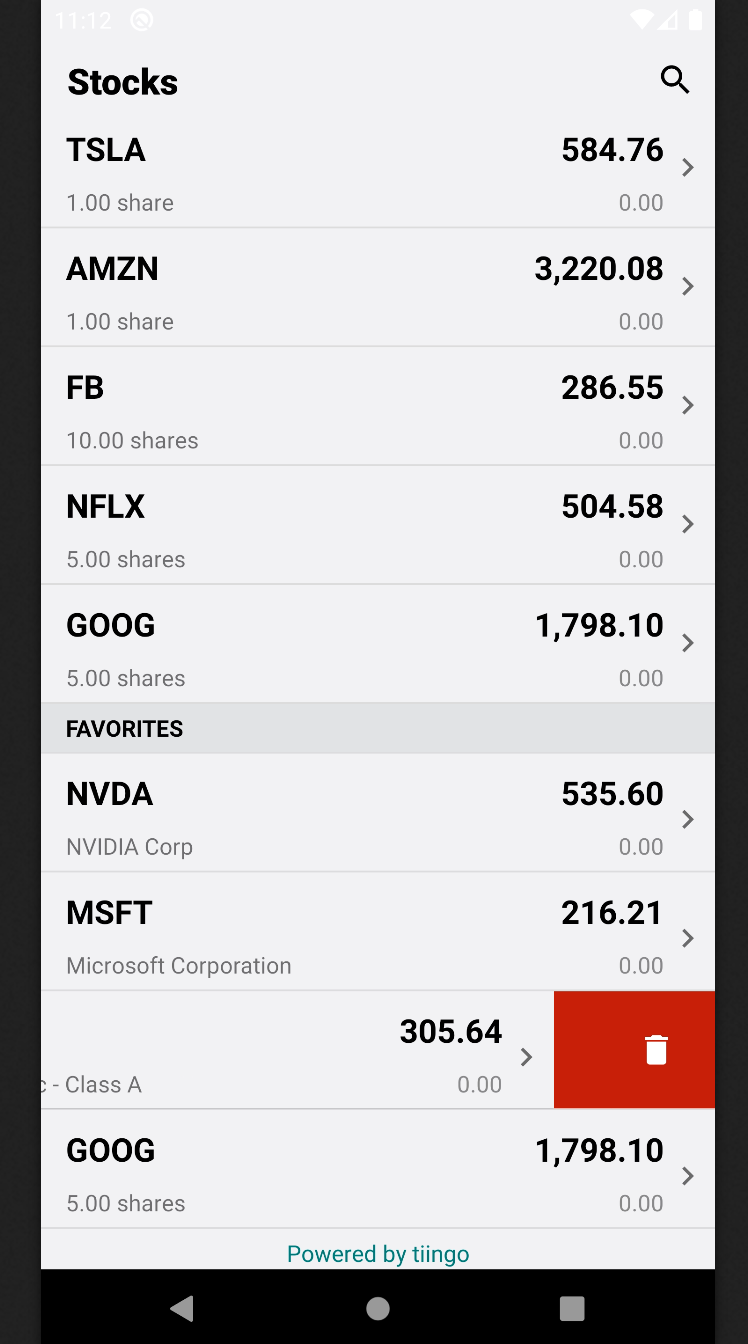 11:12
Stocks
TSLA 584.76
1.00 share 0.00
AMZN 3,220.08
1.00 share 0.00
FB 286.55
10.00 shares 0.00
NFLX 504.58
5.00 shares 0.00
GOOG 1,798.10
5.00 shares 0.00
FAVORITES
NVDA 535.60
NVIDIA Corp 0.00
MSFT 216.21
Microsoft Corporation 0.00
305.64
c - Class A 0.00
GOOG 1,798.10
5.00 shares 0.00
Powered by tiingo